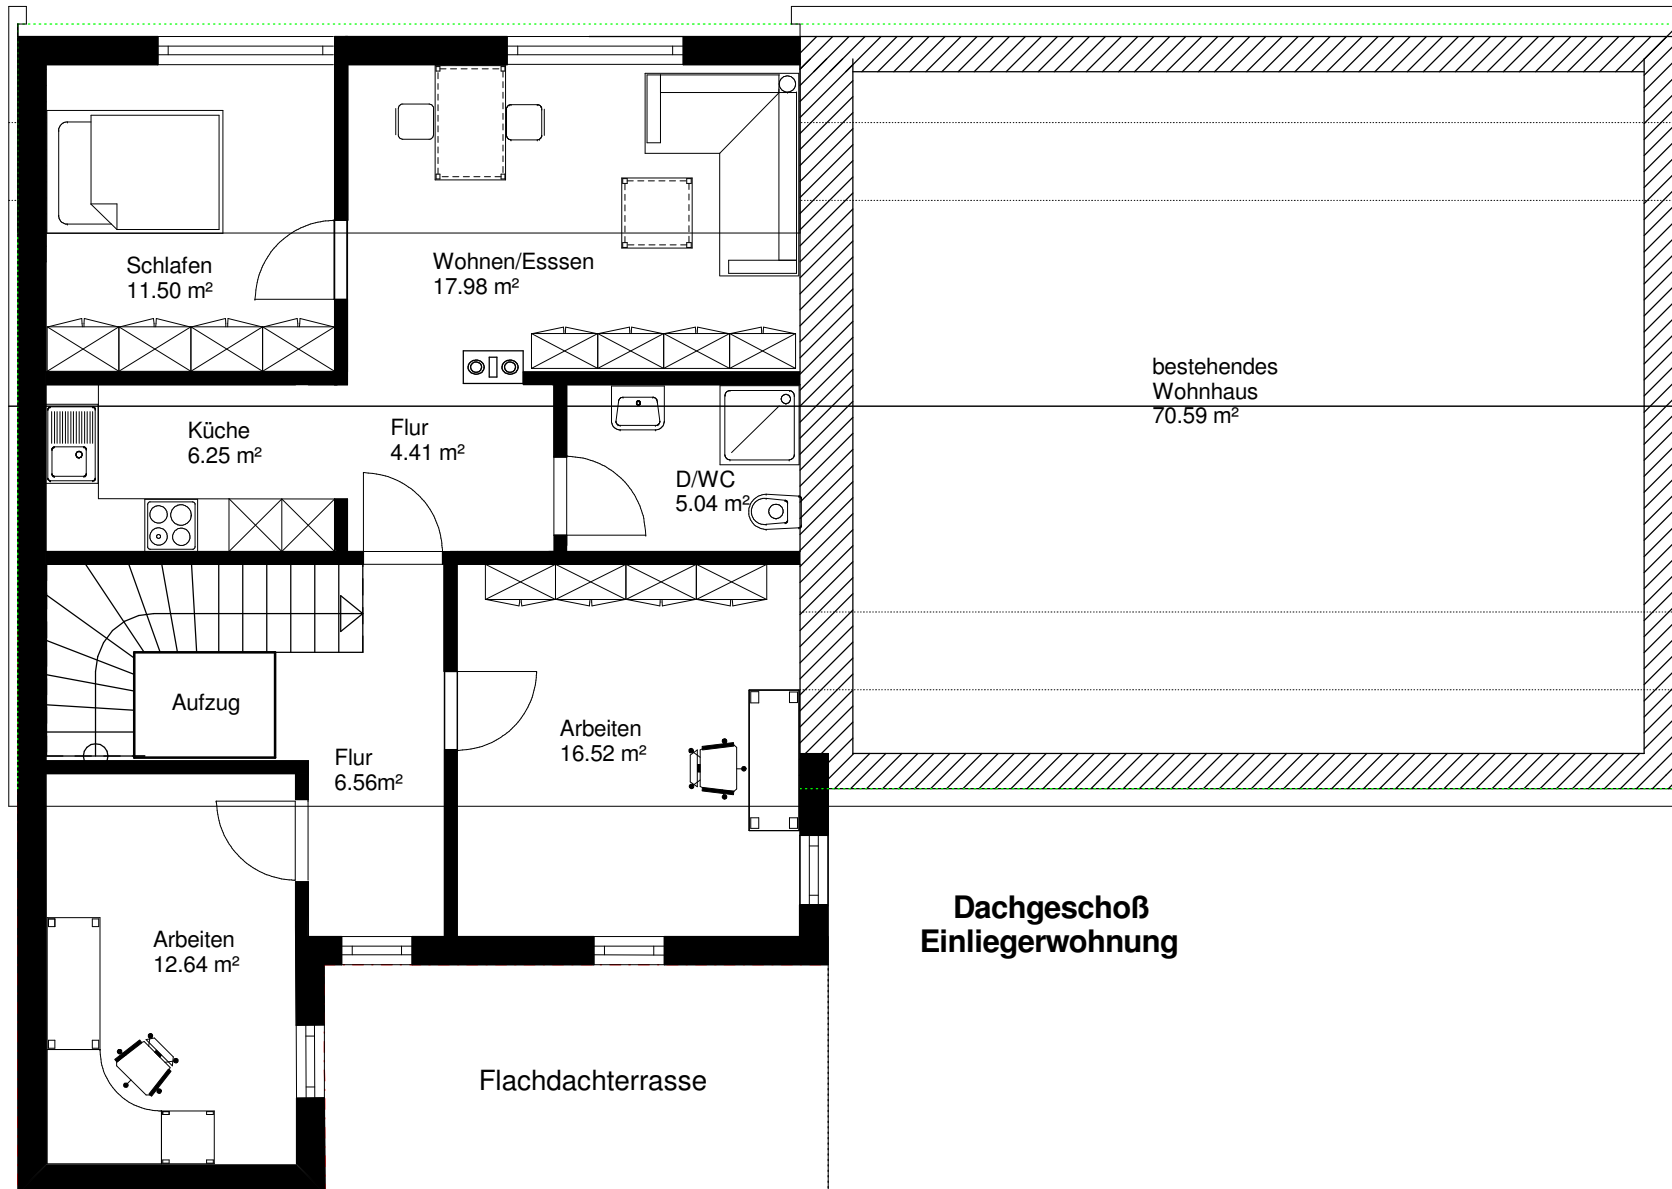 Schlafen
11.50 m²
Wohnen/Esssen
17.98 m²
bestehendes
Wohnhaus
70.59 m²
Küche
6.25 m²
Flur
4.41 m²
D/WC
5.04 m²
Aufzug
Flur
6.56m²
Arbeiten
16.52 m²
Arbeiten
12.64 m²
Dachgeschoß
Einliegerwohnung
Flachdachterrasse